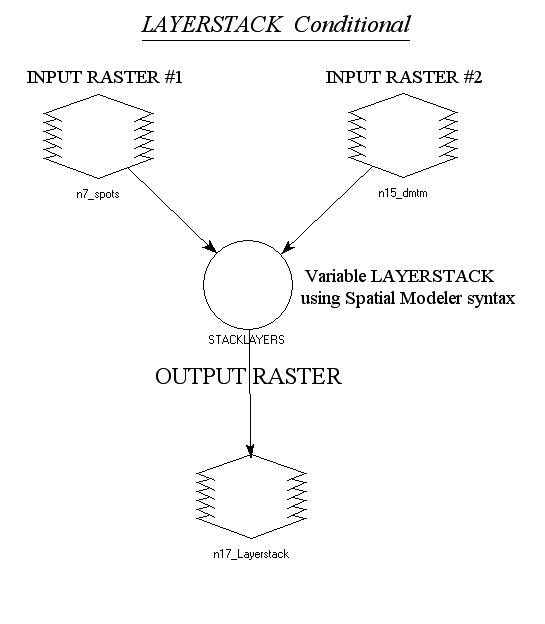 LAYERSTACK Conditional
INPUT RASTER #1
INPUT RASTER #2
n7_spots
n15_dmtm
Variable LAYERSTACK
using Spatial Modeler syntax
STACKLAYERS
OUTPUT RASTER
n17_Layerstack